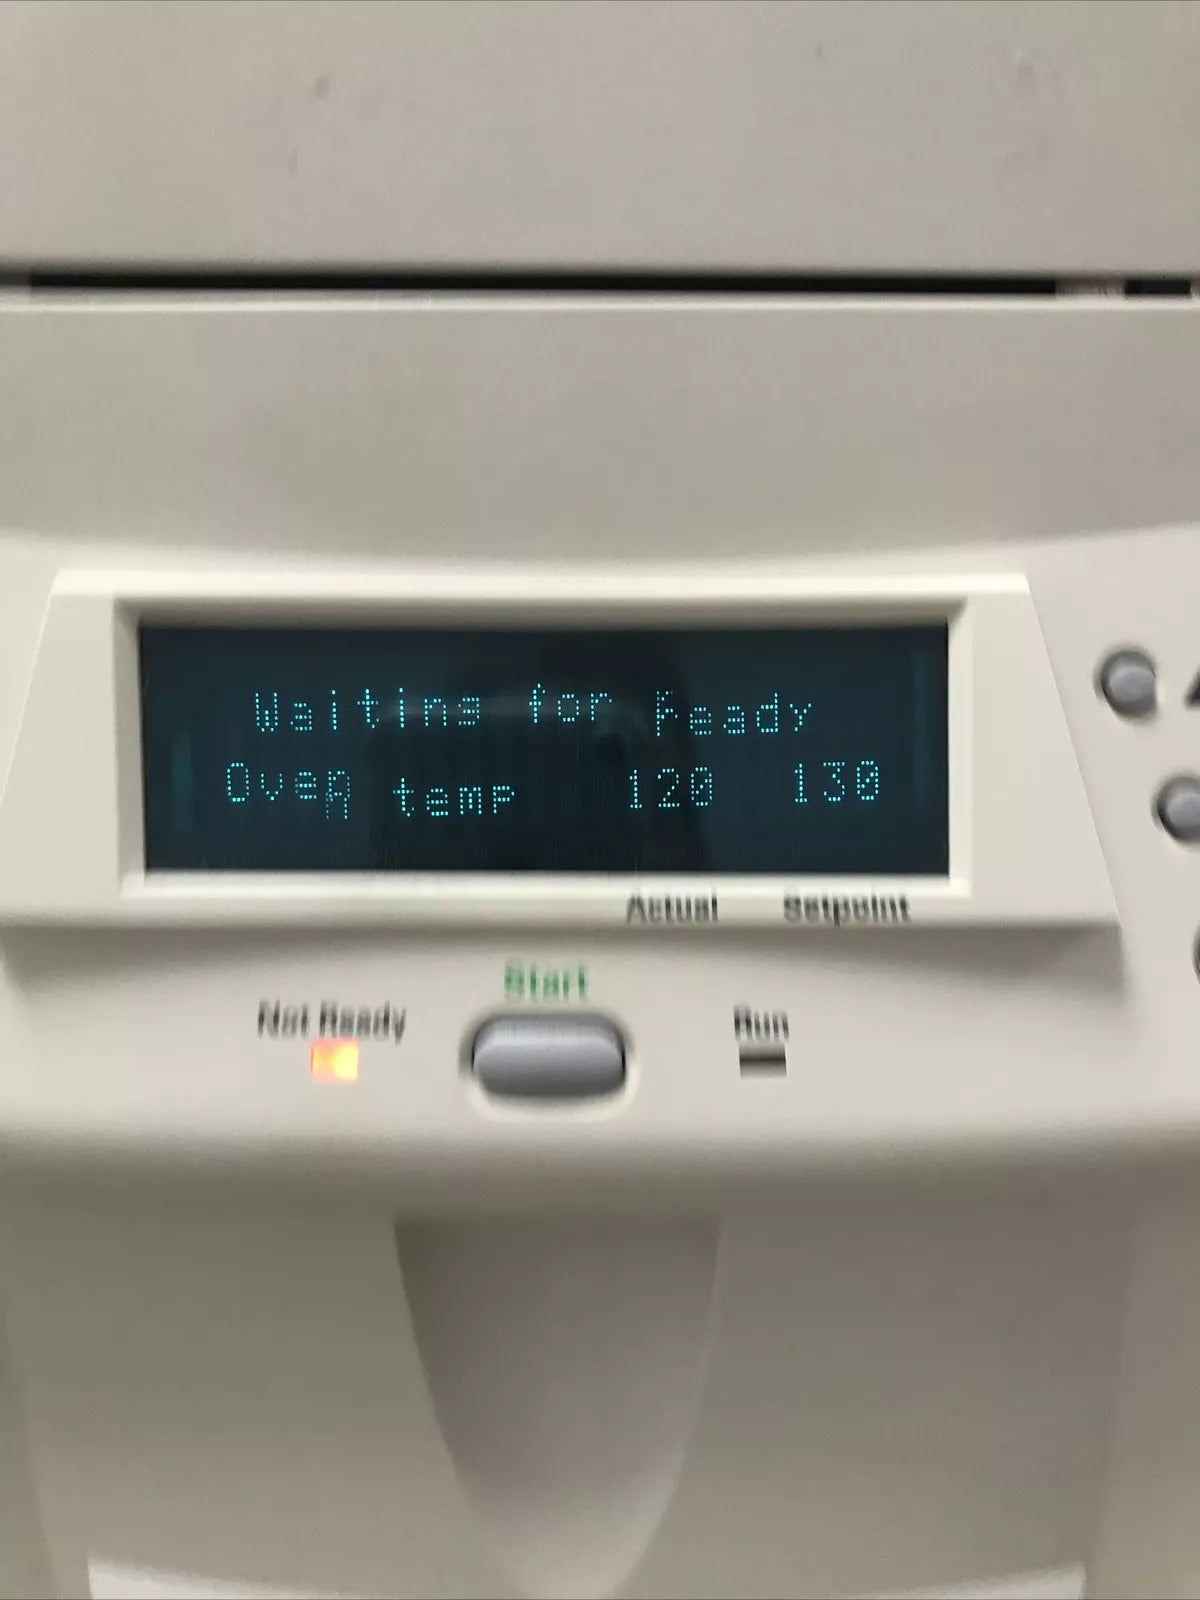 Waiting for Ready
Oven temp 120 130
Actual Setpoint
Start
Not Ready
Run